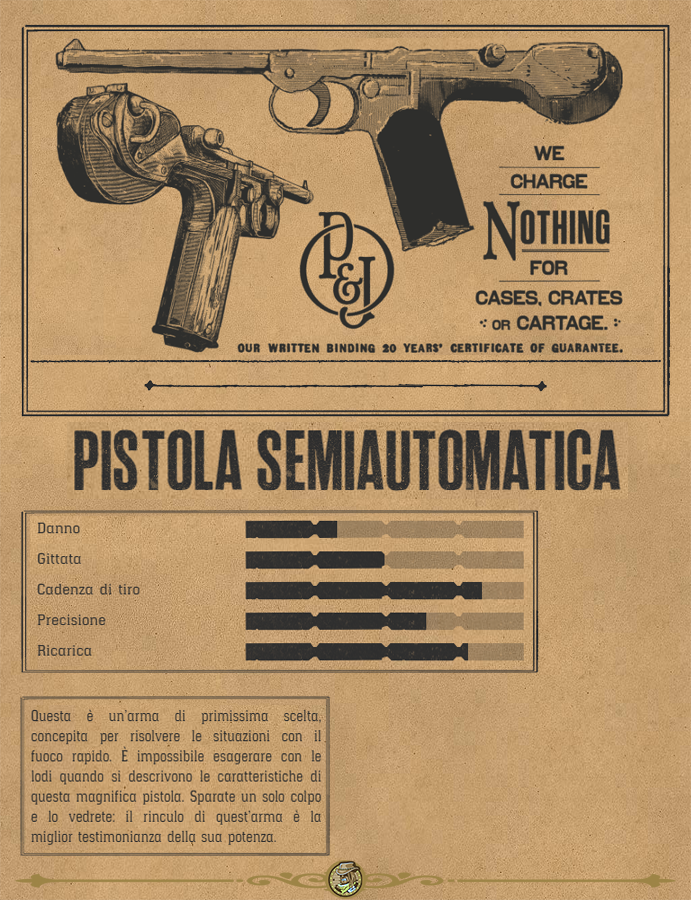 WE
CHARGE
NOTHING
FOR
CASES, CRATES
OR CARTAGE.
P&J
OUR WRITTEN BINDING 20 YEARS' CERTIFICATE OF GUARANTEE.
PISTOLA SEMIAUTOMATICA
Danno
Gittata
Cadenza di tiro
Precisione
Ricarica
Questa è un'arma di primissima scelta,
concepita per risolvere le situazioni con il
fuoco rapido. È impossibile esagerare con le
lodi quando si descrivono le caratteristiche di
questa magnifica pistola. Sparate un solo colpo
e lo vedrete: il rinculo di quest'arma è la
miglior testimonianza della sua potenza.